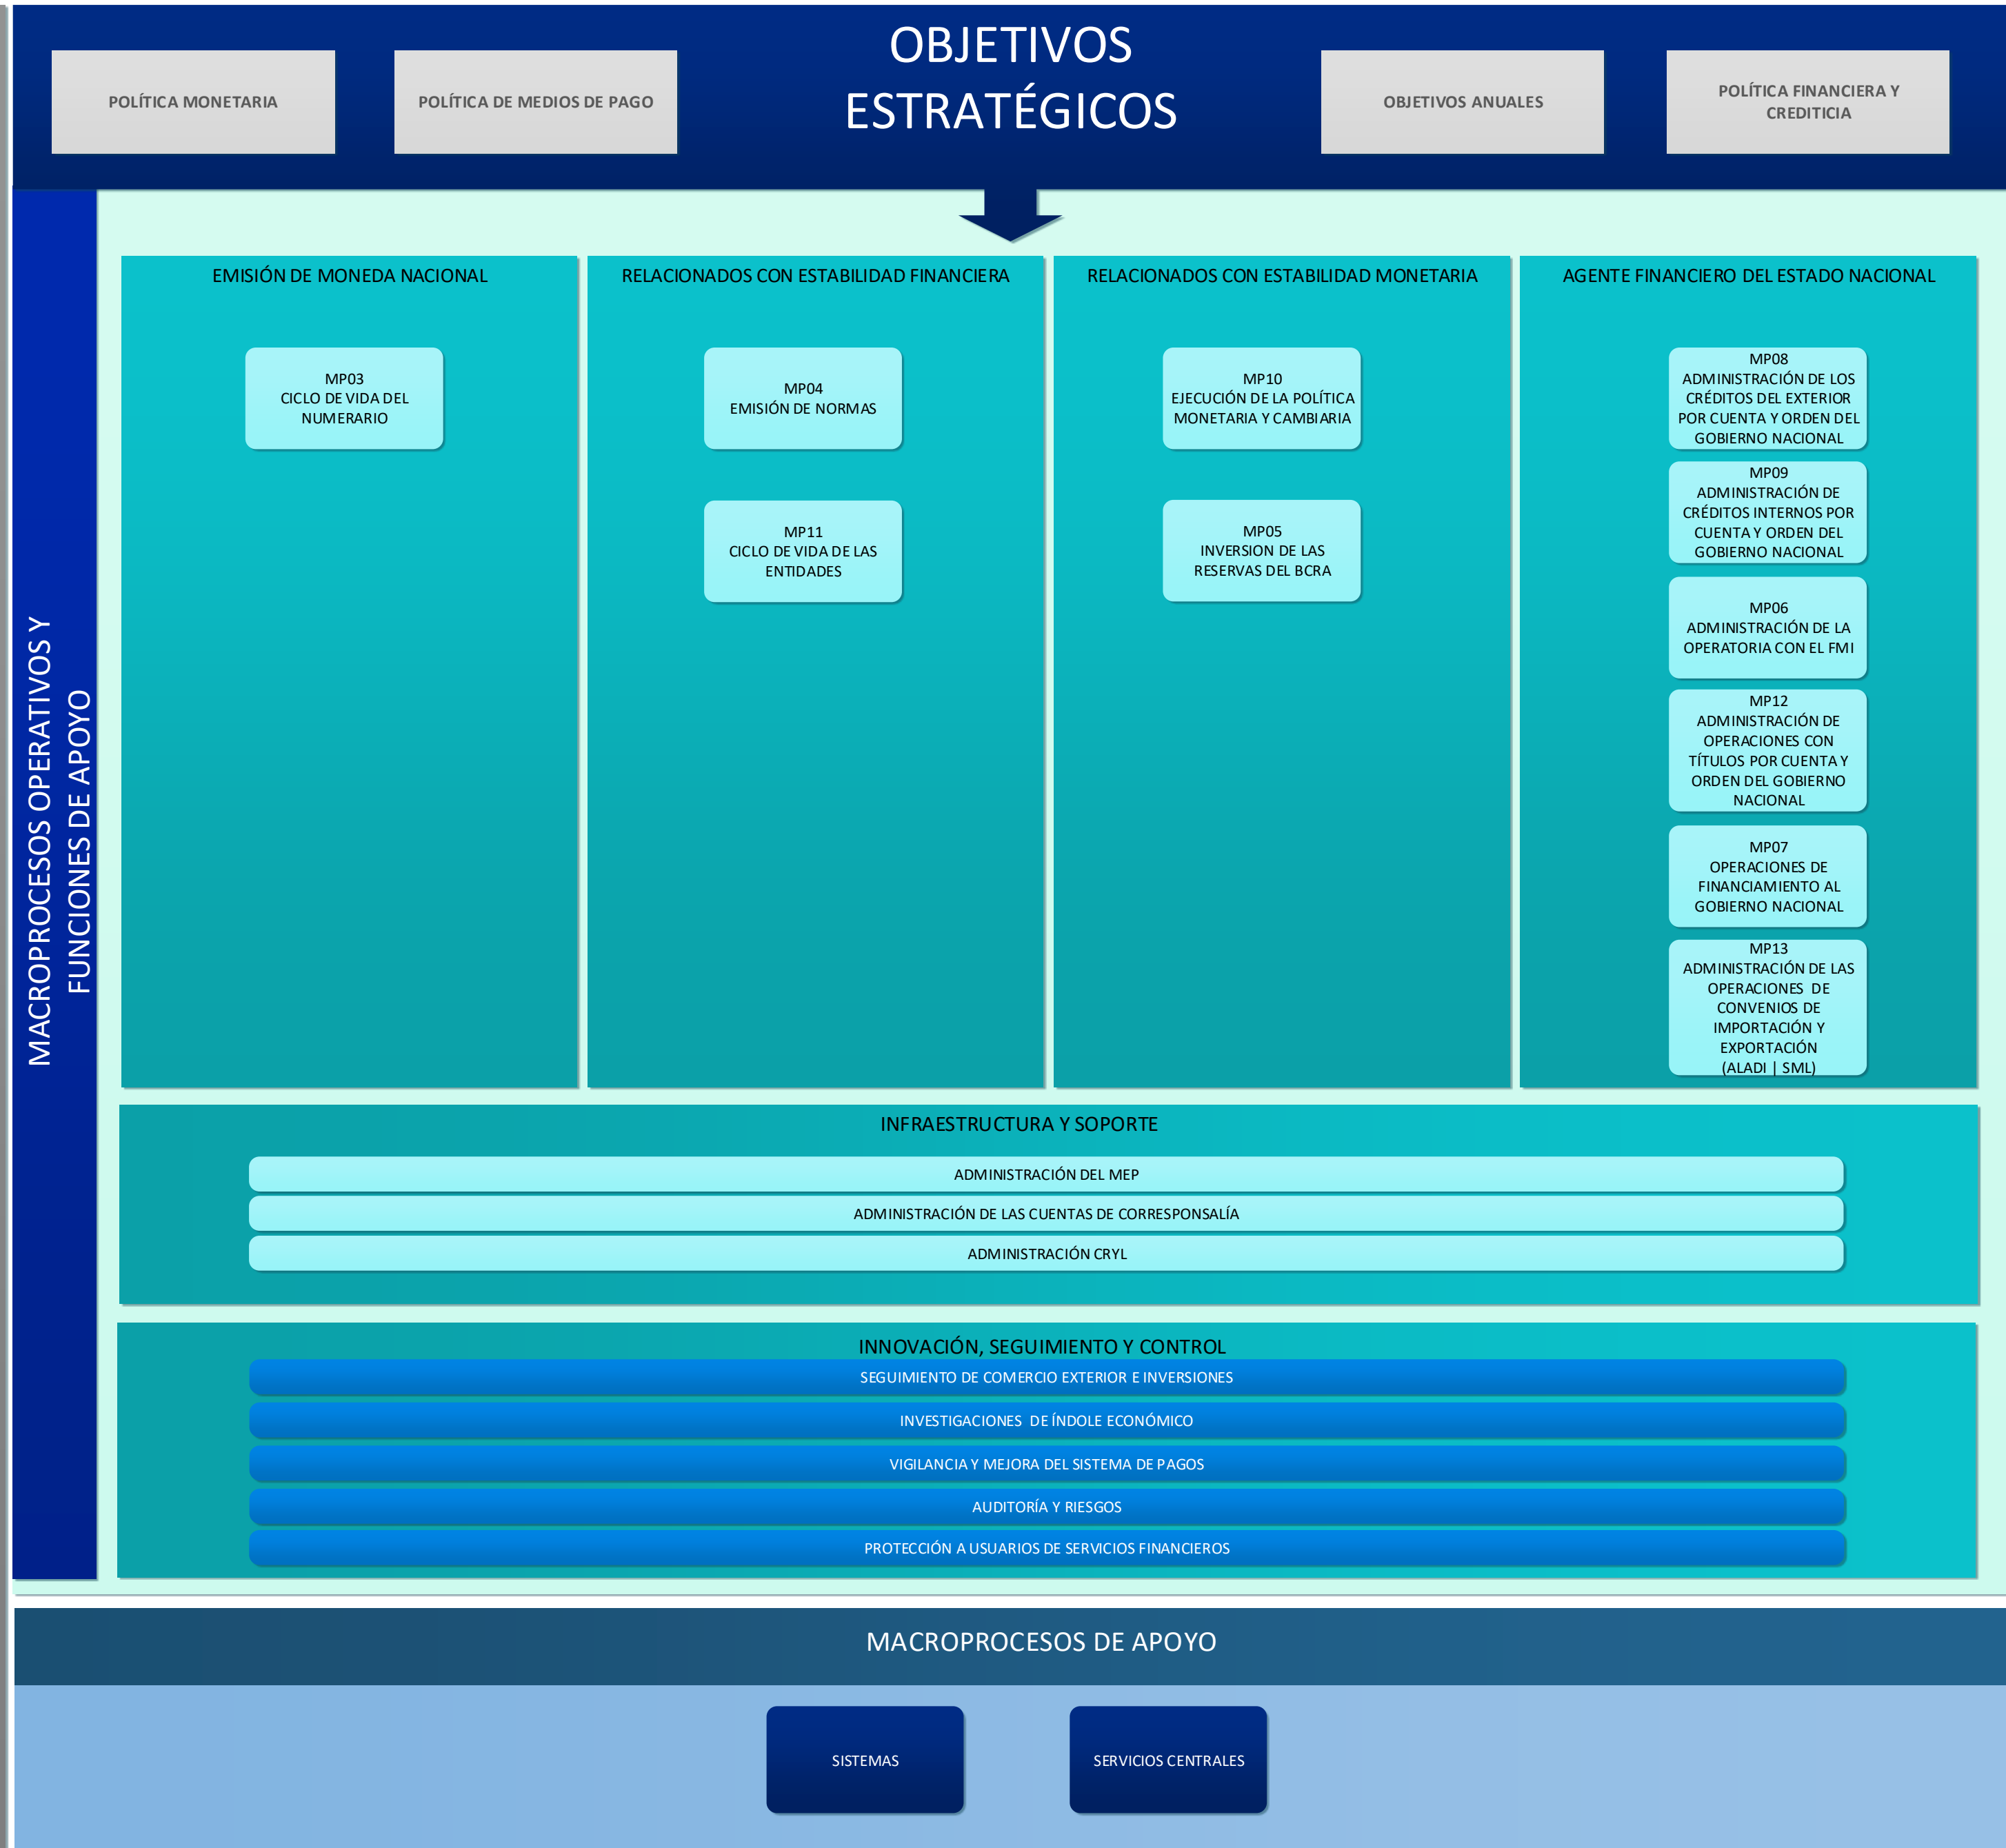 OBJETIVOS
ESTRATÉGICOS
POLÍTICA MONETARIA
POLÍTICA DE MEDIOS DE PAGO
OBJETIVOS ANUALES
POLÍTICA FINANCIERA Y
CREDITICIA
MACROPROCESOS OPERATIVOS Y
FUNCIONES DE APOYO
EMISIÓN DE MONEDA NACIONAL
MP03
CICLO DE VIDA DEL
NUMERARIO
RELACIONADOS CON ESTABILIDAD FINANCIERA
MP04
EMISIÓN DE NORMAS
MP11
CICLO DE VIDA DE LAS
ENTIDADES
RELACIONADOS CON ESTABILIDAD MONETARIA
MP10
EJECUCIÓN DE LA POLÍTICA
MONETARIA Y CAMBIARIA
MP05
INVERSION DE LAS
RESERVAS DEL BCRA
AGENTE FINANCIERO DEL ESTADO NACIONAL
MP08
ADMINISTRACIÓN DE LOS
CRÉDITOS DEL EXTERIOR
POR CUENTA Y ORDEN DEL
GOBIERNO NACIONAL
MP09
ADMINISTRACIÓN DE
CRÉDITOS INTERNOS POR
CUENTA Y ORDEN DEL
GOBIERNO NACIONAL
MP06
ADMINISTRACIÓN DE LA
OPERATORIA CON EL FMI
MP12
ADMINISTRACIÓN DE
OPERACIONES CON
TÍTULOS POR CUENTA Y
ORDEN DEL GOBIERNO
NACIONAL
MP07
OPERACIONES DE
FINANCIAMIENTO AL
GOBIERNO NACIONAL
MP13
ADMINISTRACIÓN DE LAS
OPERACIONES DE
CONVENIOS DE
IMPORTACIÓN Y
EXPORTACIÓN
(ALADI | SML)
INFRAESTRUCTURA Y SOPORTE
ADMINISTRACIÓN DEL MEP
ADMINISTRACIÓN DE LAS CUENTAS DE CORRESPONSALÍA
ADMINISTRACIÓN CRYL
INNOVACIÓN, SEGUIMIENTO Y CONTROL
SEGUIMIENTO DE COMERCIO EXTERIOR E INVERSIONES
INVESTIGACIONES DE ÍNDOLE ECONÓMICO
VIGILANCIA Y MEJORA DEL SISTEMA DE PAGOS
AUDITORÍA Y RIESGOS
PROTECCIÓN A USUARIOS DE SERVICIOS FINANCIEROS
MACROPROCESOS DE APOYO
SISTEMAS
SERVICIOS CENTRALES